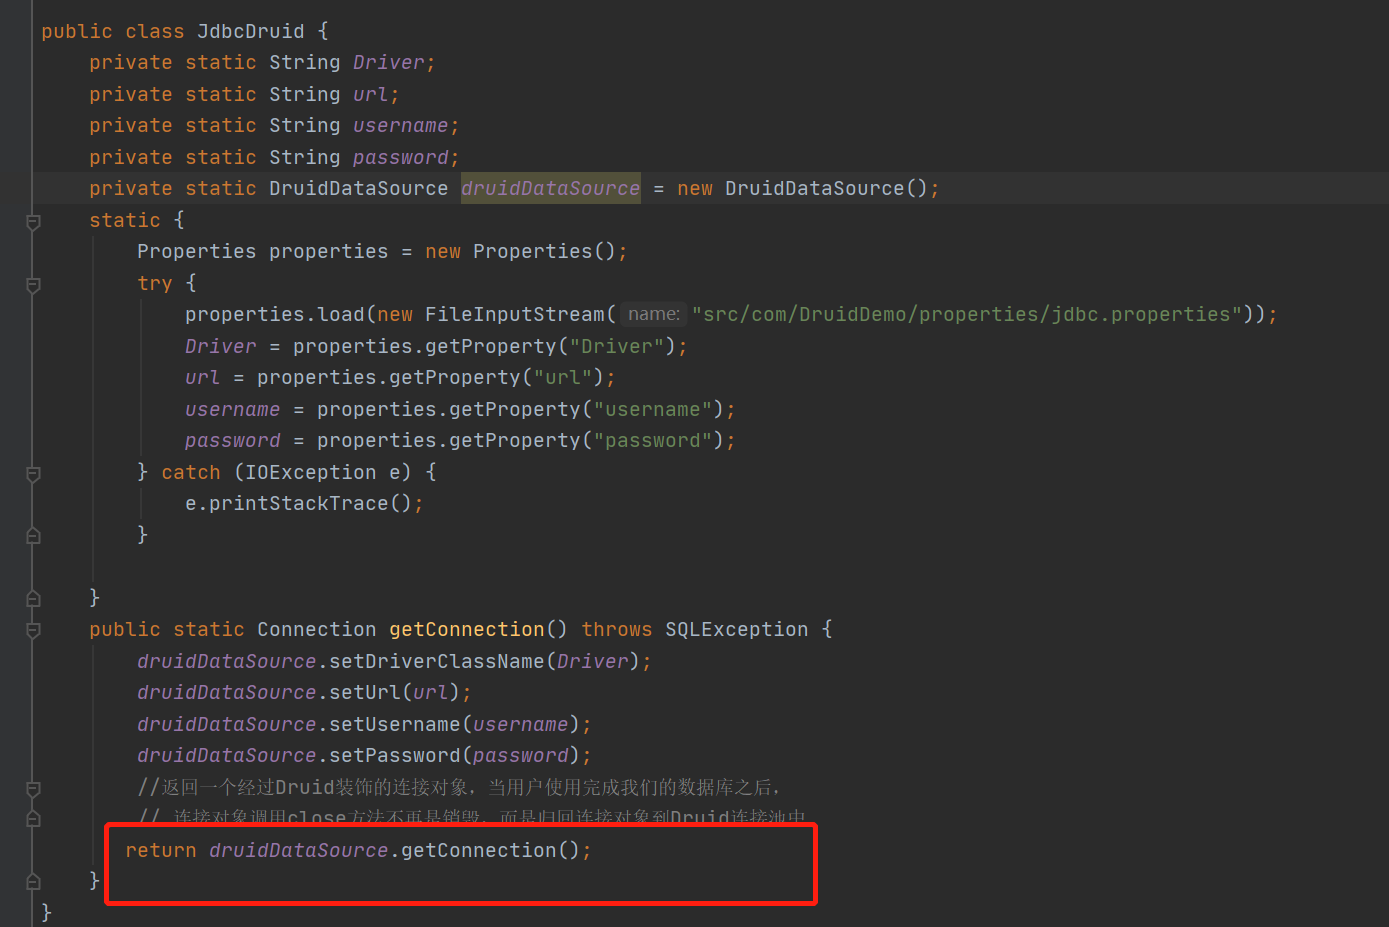 public class JdbcDruid {
private static String Driver;
private static String url;
private static String username;
private static String password;
private static DruidDataSource druidDataSource = new DruidDataSource();
static {
Properties properties = new Properties();
try {
properties.load(new FileInputStream( name: "src/com/DruidDemo/properties/jdbc.properties"));
Driver = properties.getProperty("Driver");
url = properties.getProperty("url");
username = properties.getProperty("username");
password = properties.getProperty("password");
} catch (IOException e) {
e.printStackTrace();
}
}
public static Connection getConnection() throws SQLException {
druidDataSource.setDriverClassName(Driver);
druidDataSource.setUrl(url);
druidDataSource.setUsername(username);
druidDataSource.setPassword(password);
//返回一个经过Druid装饰的连接对象，当用户使用完成我们的数据库之后，
// 连接对象调用close方法不再是销毁，而是归回连接对象到Druid连接池中
return druidDataSource.getConnection();
}
}